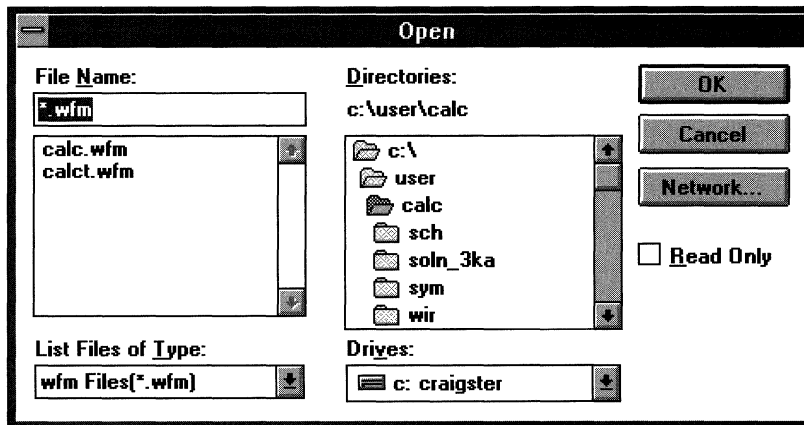 Open
File Name:
*.wfm
calc.wfm
calct.wfm
List Files of Type:
wfm Files(*.wfm)
Directories:
c:\user\calc
c:\
user
calc
sch
soln_3ka
sym
wir
Drives:
c: craigster
OK
Cancel
Network...
Read Only